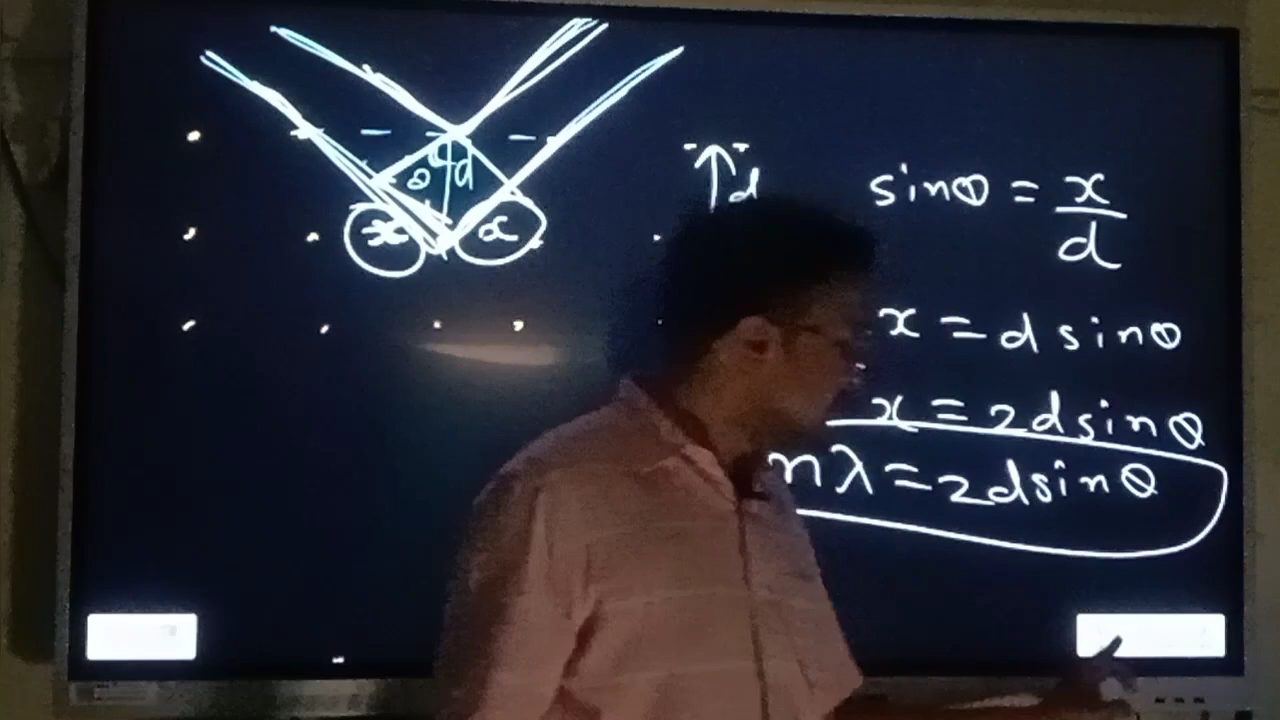 θ d
x x
d
sinθ = x/d
x = d sinθ
x = 2d sinθ
nλ = 2d sinθ